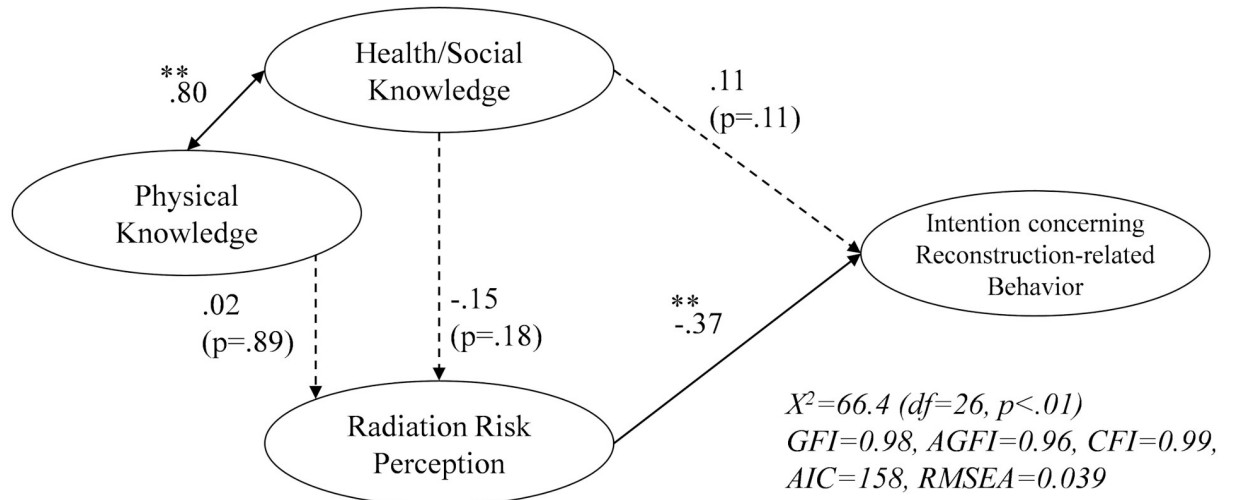 Health/Social
Knowledge
**
.80
.11
(p=.11)
Physical
Knowledge
Intention concerning
Reconstruction-related
Behavior
.02
(p=.89)
-.15
(p=.18)
**
-.37
Radiation Risk
Perception
X²=66.4 (df=26, p<.01)
GFI=0.98, AGFI=0.96, CFI=0.99,
AIC=158, RMSEA=0.039